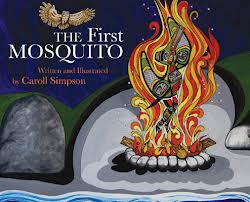 THE First
MOSQUITO
Written and Illustrated
by Caroll Simpson